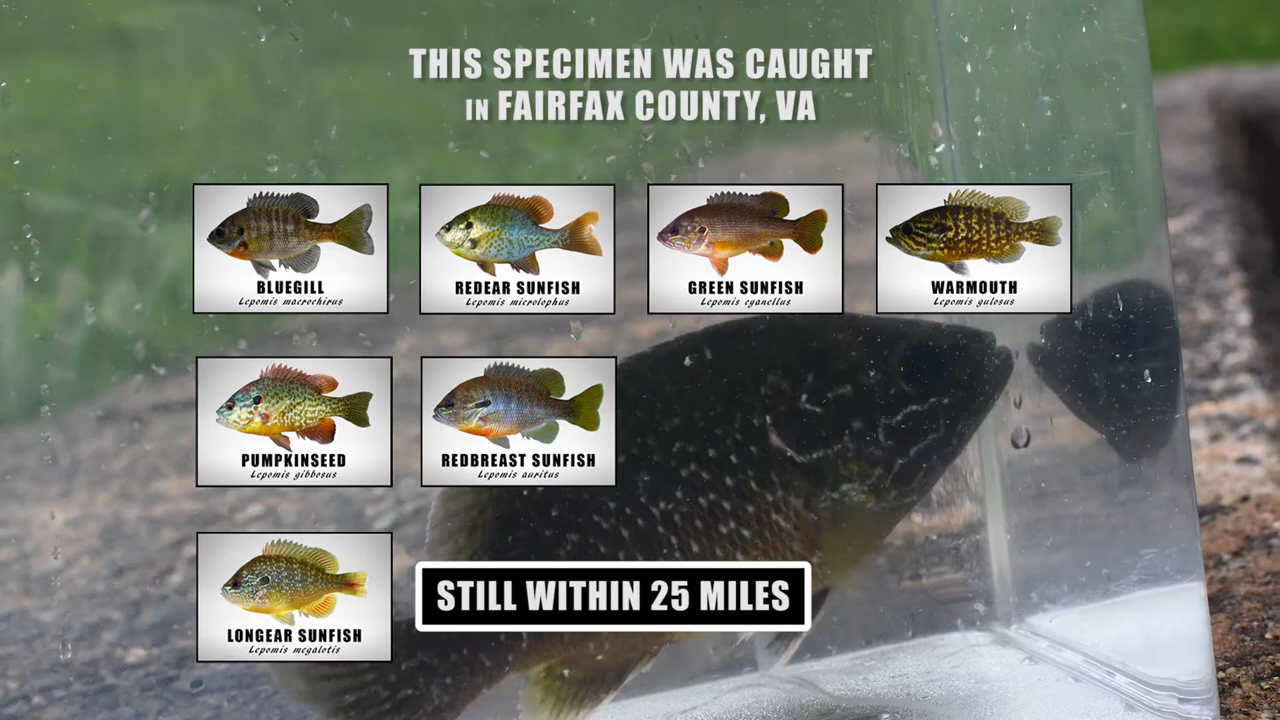 THIS SPECIMEN WAS CAUGHT
IN FAIRFAX COUNTY, VA
BLUEGILL
Lepomis macrochirus
REDEAR SUNFISH
Lepomis microlophus
GREEN SUNFISH
Lepomis cyanellus
WARMOUTH
Lepomis gulosus
PUMPKINSEED
Lepomis gibbosus
REDBREAST SUNFISH
Lepomis auritus
LONGEAR SUNFISH
Lepomis megalotis
STILL WITHIN 25 MILES